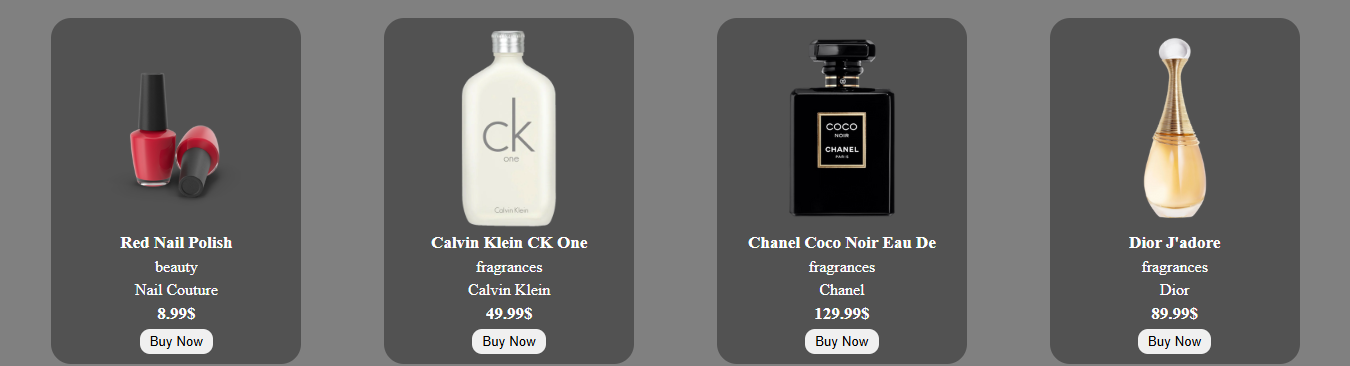 ck
one
Calvin Klein
COCO
NOIR
CHANEL
PARIS
Red Nail Polish
beauty
Nail Couture
8.99$
Buy Now
Calvin Klein CK One
fragrances
Calvin Klein
49.99$
Buy Now
Chanel Coco Noir Eau De
fragrances
Chanel
129.99$
Buy Now
Dior J'adore
fragrances
Dior
89.99$
Buy Now